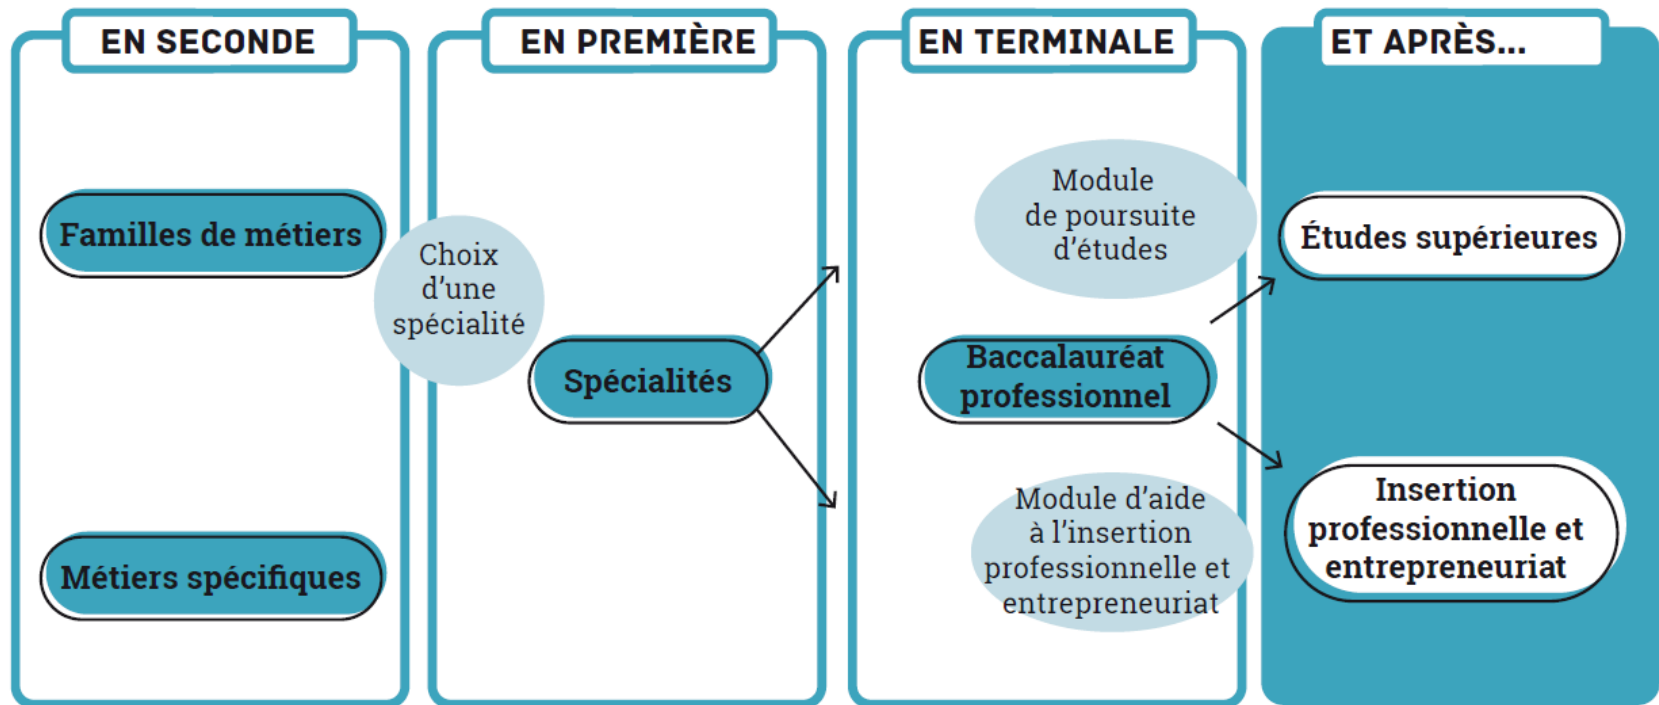 EN SECONDE
EN PREMIÈRE
EN TERMINALE
ET APRÈS...
Familles de métiers
Métiers spécifiques
Choix
d'une
spécialité
Spécialités
Module
de poursuite
d'études
Baccalauréat
professionnel
Module d'aide
à l'insertion
professionnelle et
entrepreneuriat
Études supérieures
Insertion
professionnelle et
entrepreneuriat